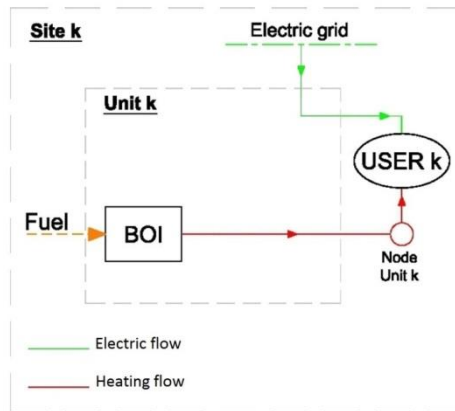 Site k
Electric grid
Unit k
USER k
Fuel
BOI
Node
Unit k
Electric flow
Heating flow